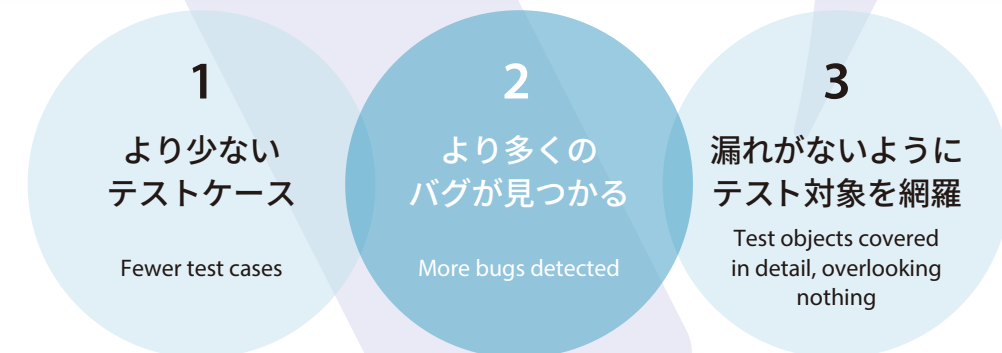 1
より少ない
テストケース
Fewer test cases
2
より多くの
バグが見つかる
More bugs detected
3
漏れがないように
テスト対象を網羅
Test objects covered
in detail, overlooking
nothing